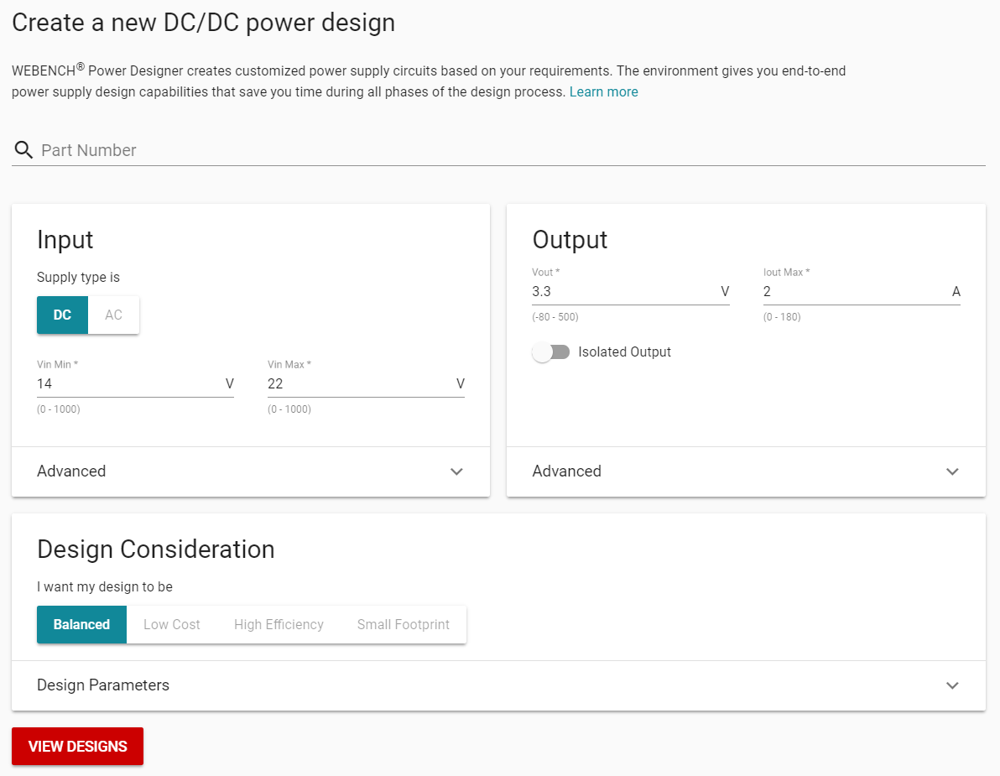 Create a new DC/DC power design
WEBENCH® Power Designer creates customized power supply circuits based on your requirements. The environment gives you end-to-end
power supply design capabilities that save you time during all phases of the design process. Learn more
Part Number
Input
Supply type is
DC AC
Vin Min * Vin Max *
14 V 22 V
(0 - 1000) (0 - 1000)
Advanced
Output
Vout * Iout Max *
3.3 V 2 A
(-80 - 500) (0 - 180)
Isolated Output
Advanced
Design Consideration
I want my design to be
Balanced Low Cost High Efficiency Small Footprint
Design Parameters
VIEW DESIGNS